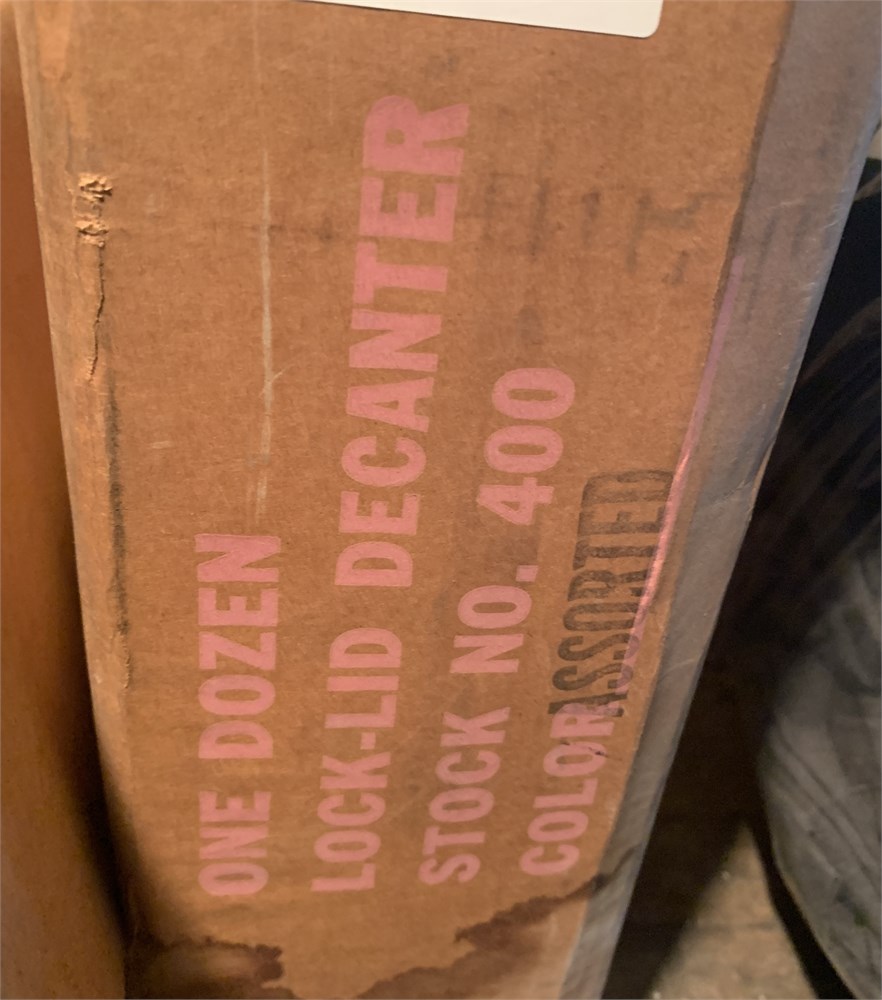 ONE DOZEN
LOCK-LID DECANTER
STOCK NO. 400
COLOR ASSORTED